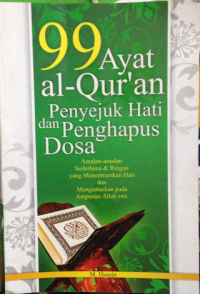 99 Ayat
al-Qur'an
Penyejuk Hati
dan Penghapus
Dosa
Amalan-amalan
Sederhana & Ringan
yang Menentramkan Hati
dan
Mengantarkan pada
Ampunan Allah swt.
M. Husein